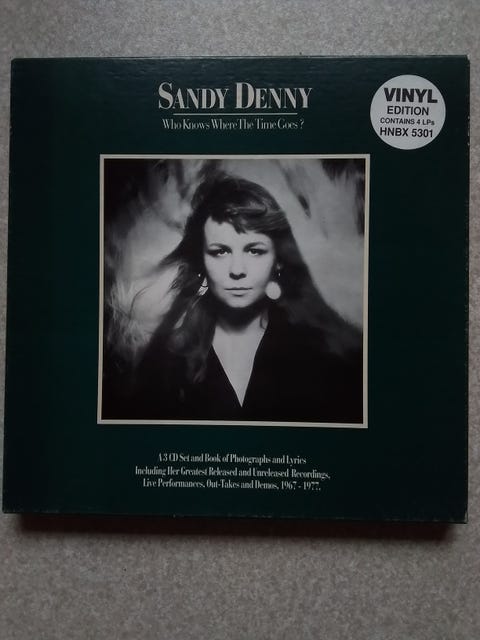 SANDY DENNY
Who Knows Where The Time Goes?
VINYL
EDITION
CONTAINS 4 LPs
HNBX 5301
A 3 CD Set and Book of Photographs and Lyrics
Including Her Greatest Released and Unreleased Recordings,
Live Performances, Out-Takes and Demos, 1967 - 1977.